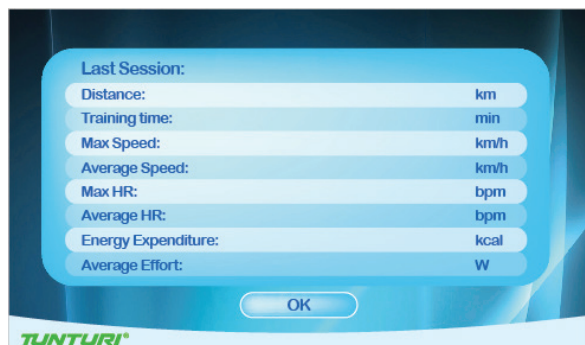 Last Session:
Distance: km
Training time: min
Max Speed: km/h
Average Speed: km/h
Max HR: bpm
Average HR: bpm
Energy Expenditure: kcal
Average Effort: W
OK
TUNTURI®